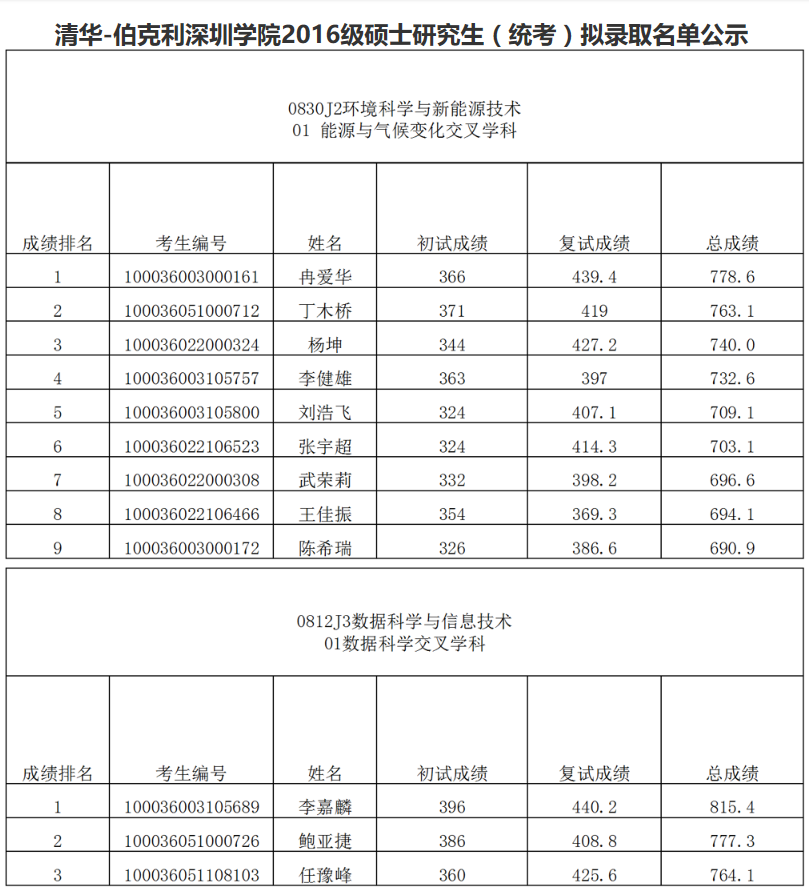 清华-伯克利深圳学院2016级硕士研究生（统考）拟录取名单公示
0830J2环境科学与新能源技术
01 能源与气候变化交叉学科
成绩排名 考生编号 姓名 初试成绩 复试成绩 总成绩
1 100036003000161 冉爱华 366 439.4 778.6
2 100036051000712 丁木桥 371 419 763.1
3 100036022000324 杨坤 344 427.2 740.0
4 100036003105757 李健雄 363 397 732.6
5 100036003105800 刘浩飞 324 407.1 709.1
6 100036022106523 张宇超 324 414.3 703.1
7 100036022000308 武荣莉 332 398.2 696.6
8 100036022106466 王佳振 354 369.3 694.1
9 100036003000172 陈希瑞 326 386.6 690.9
0812J3数据科学与信息技术
01数据科学交叉学科
成绩排名 考生编号 姓名 初试成绩 复试成绩 总成绩
1 100036003105689 李嘉麟 396 440.2 815.4
2 100036051000726 鲍亚捷 386 408.8 777.3
3 100036051108103 任豫峰 360 425.6 764.1